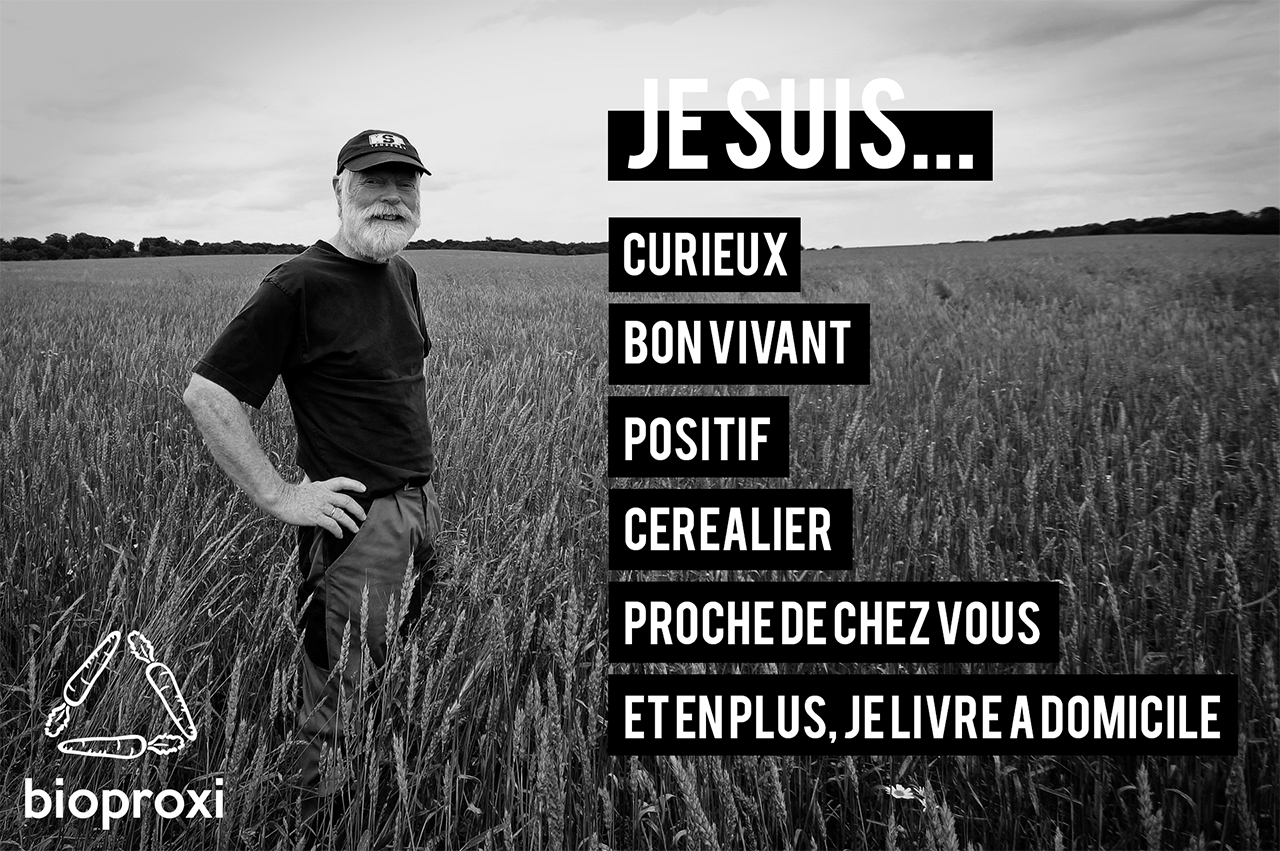 JE SUIS...
CURIEUX
BON VIVANT
POSITIF
CEREALIER
PROCHE DE CHEZ VOUS
ET EN PLUS, JE LIVRE A DOMICILE
S
bioproxi